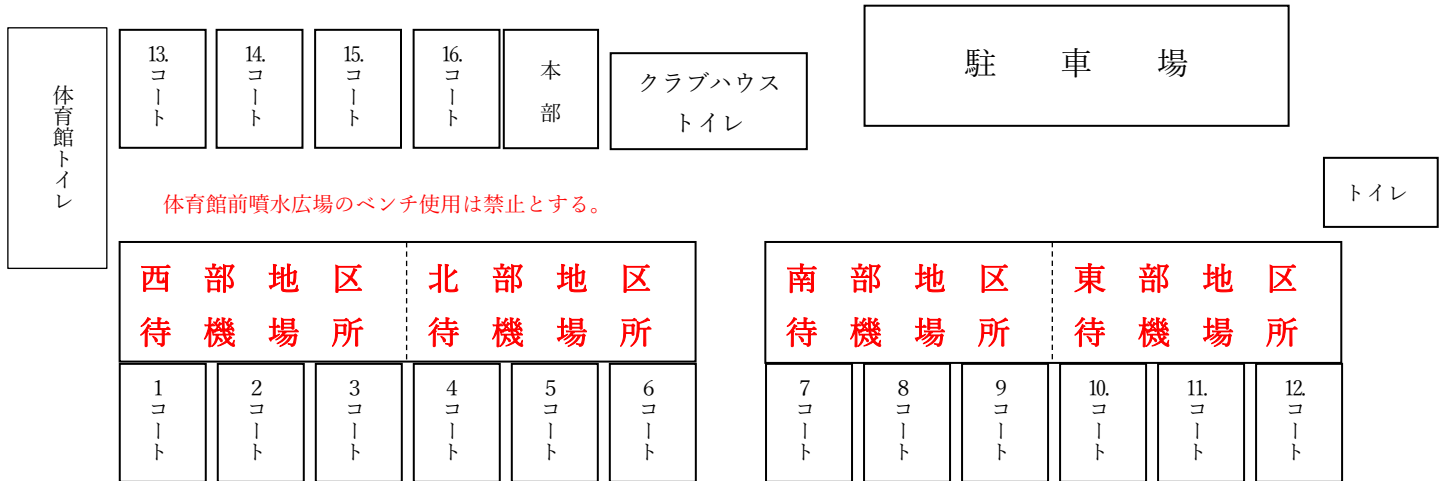 体育館トイレ
13.コート
14.コート
15.コート
16.コート
本部
クラブハウス
トイレ
駐車場
トイレ
体育館前噴水広場のベンチ使用は禁止とする。
西部地区
待機場所
北部地区
待機場所
南部地区
待機場所
東部地区
待機場所
1コート
2コート
3コート
4コート
5コート
6コート
7コート
8コート
9コート
10.コート
11.コート
12.コート